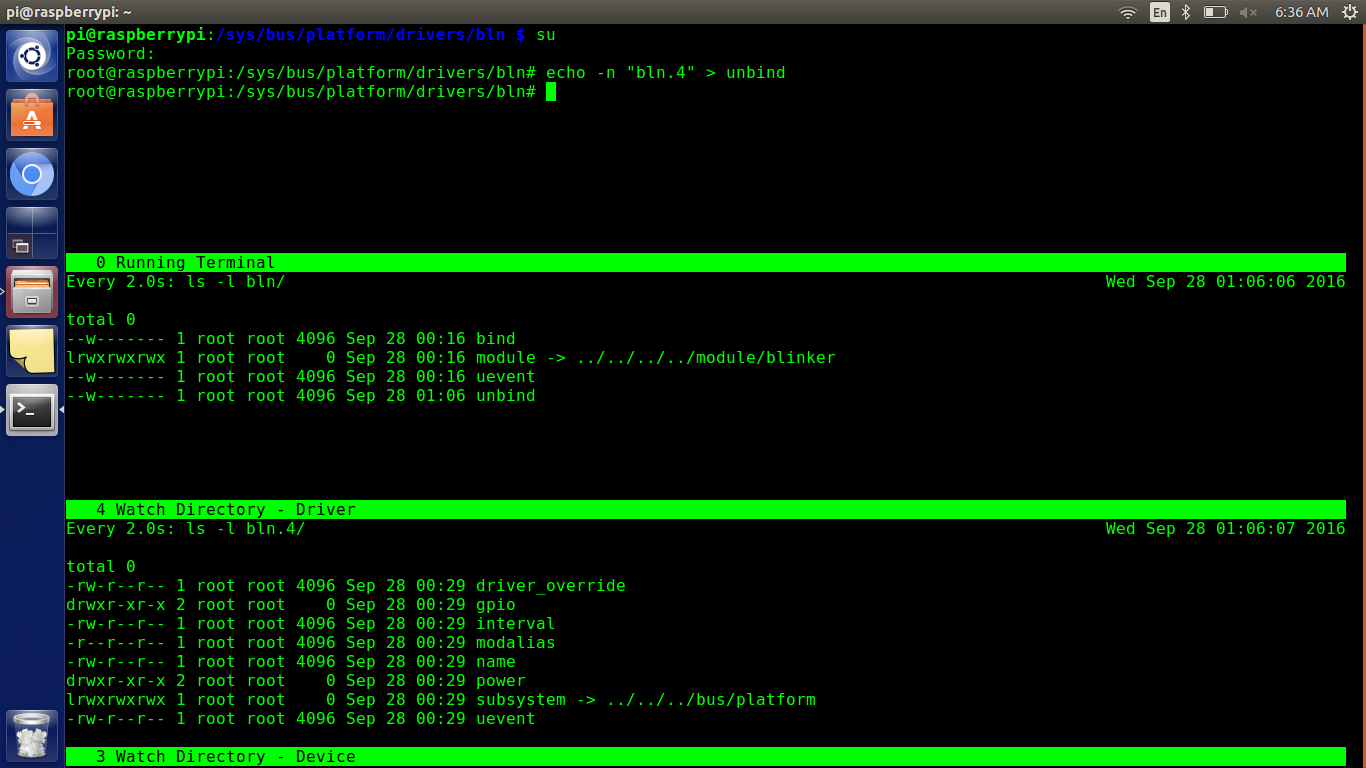 pi@raspberrypi: ~
En
6:36 AM
pi@raspberrypi:/sys/bus/platform/drivers/bln $ su
Password:
root@raspberrypi:/sys/bus/platform/drivers/bln# echo -n "bln.4" > unbind
root@raspberrypi:/sys/bus/platform/drivers/bln#
0 Running Terminal
Every 2.0s: ls -l bln/ Wed Sep 28 01:06:06 2016
total 0
--w------- 1 root root 4096 Sep 28 00:16 bind
lrwxrwxrwx 1 root root    0 Sep 28 00:16 module -> ../../../../module/blinker
--w------- 1 root root 4096 Sep 28 00:16 uevent
--w------- 1 root root 4096 Sep 28 01:06 unbind
4 Watch Directory - Driver
Every 2.0s: ls -l bln.4/ Wed Sep 28 01:06:07 2016
total 0
-rw-r--r-- 1 root root 4096 Sep 28 00:29 driver_override
drwxr-xr-x 2 root root    0 Sep 28 00:29 gpio
-rw-r--r-- 1 root root 4096 Sep 28 00:29 interval
-r--r--r-- 1 root root 4096 Sep 28 00:29 modalias
-rw-r--r-- 1 root root 4096 Sep 28 00:29 name
drwxr-xr-x 2 root root    0 Sep 28 00:29 power
lrwxrwxrwx 1 root root    0 Sep 28 00:29 subsystem -> ../../../bus/platform
-rw-r--r-- 1 root root 4096 Sep 28 00:29 uevent
3 Watch Directory - Device